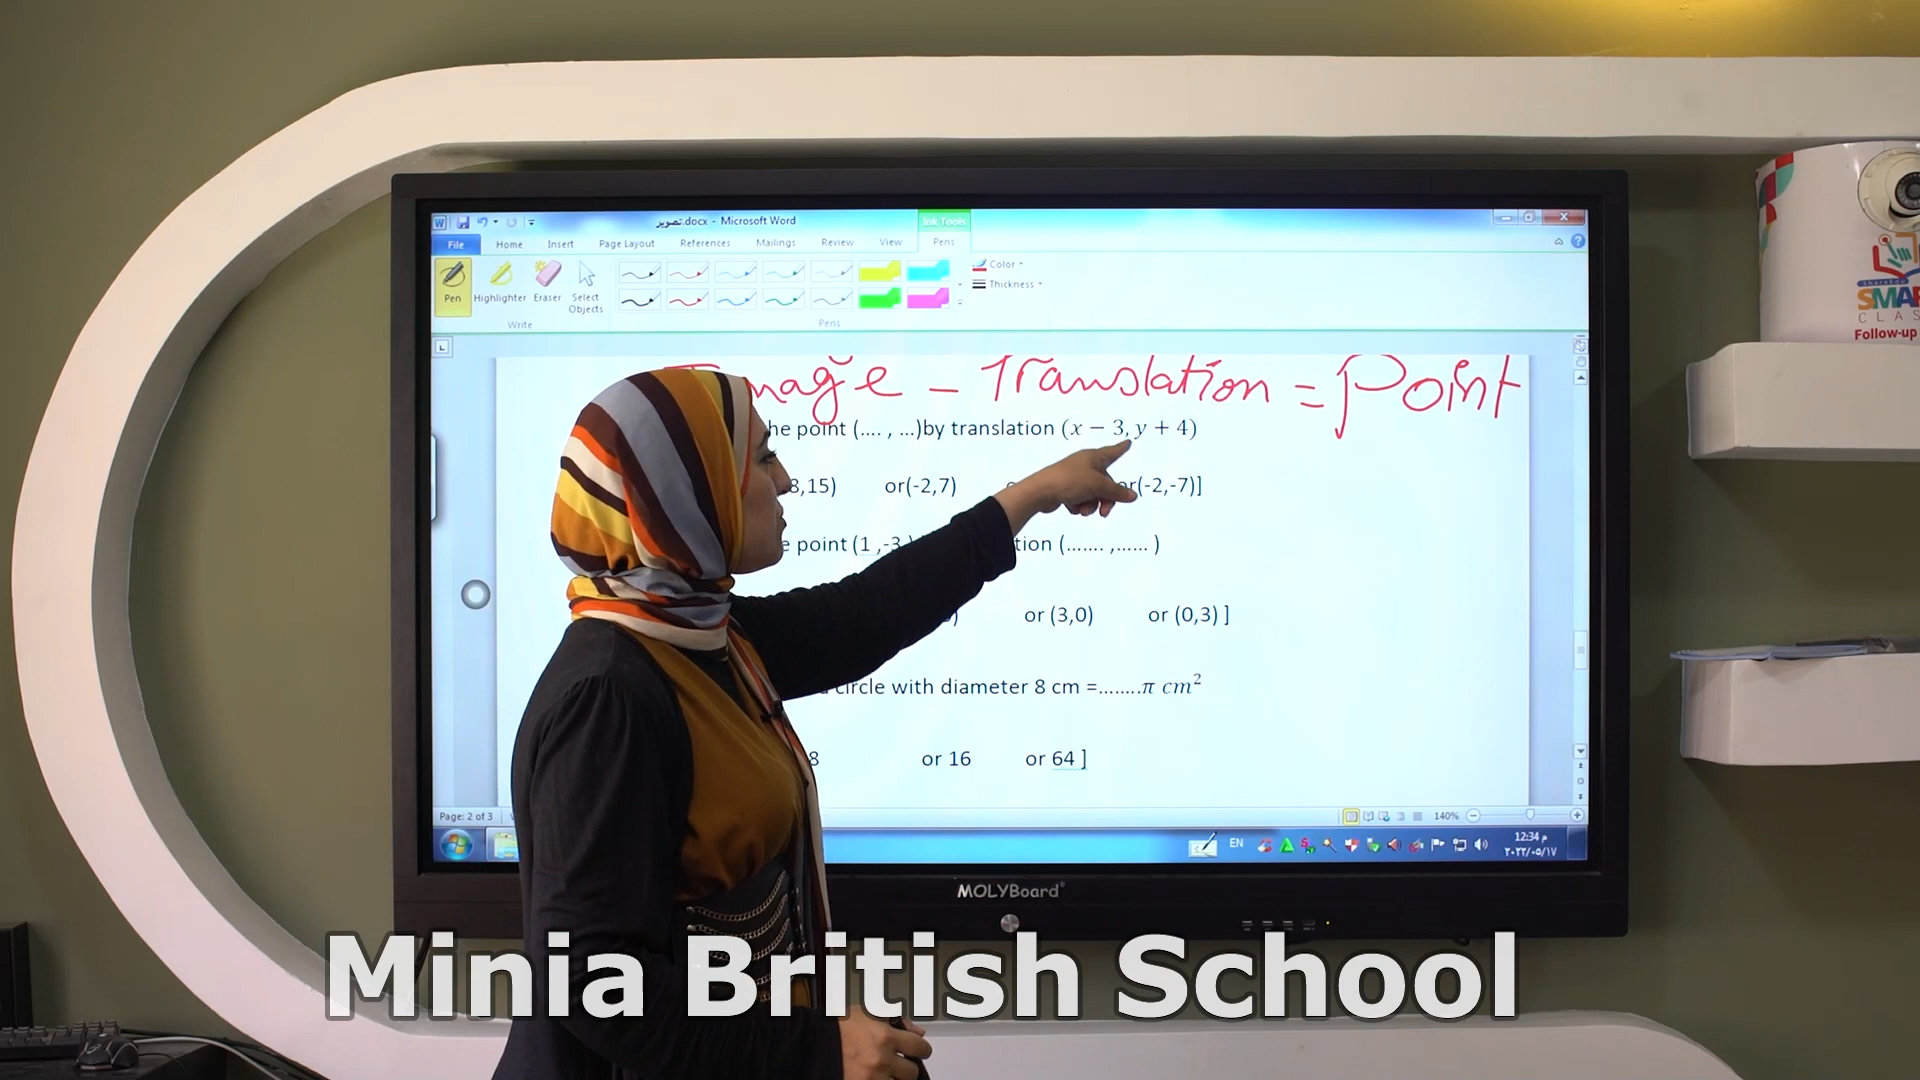 تصوير.docx - Microsoft Word
Ink Tools
File Home Insert Page Layout References Mailings Review View Pens
Pen Highlighter Eraser Select Objects
Color
Thickness
Write
Pens
Image - Translation = Point
he point (.... , ...)by translation (x − 3, y + 4)
8,15) or(-2,7) or(-2,-7)]
e point (1 ,-3 tion (....... ,...... )
or (3,0) or (0,3) ]
circle with diameter 8 cm =........π cm²
8 or 16 or 64 ]
Page: 2 of 3
140%
EN
12:34 م
٢٠٢٢/٠٥/١٧
MOLYBoard
SMA
CLAS
Follow-up
Minia British School